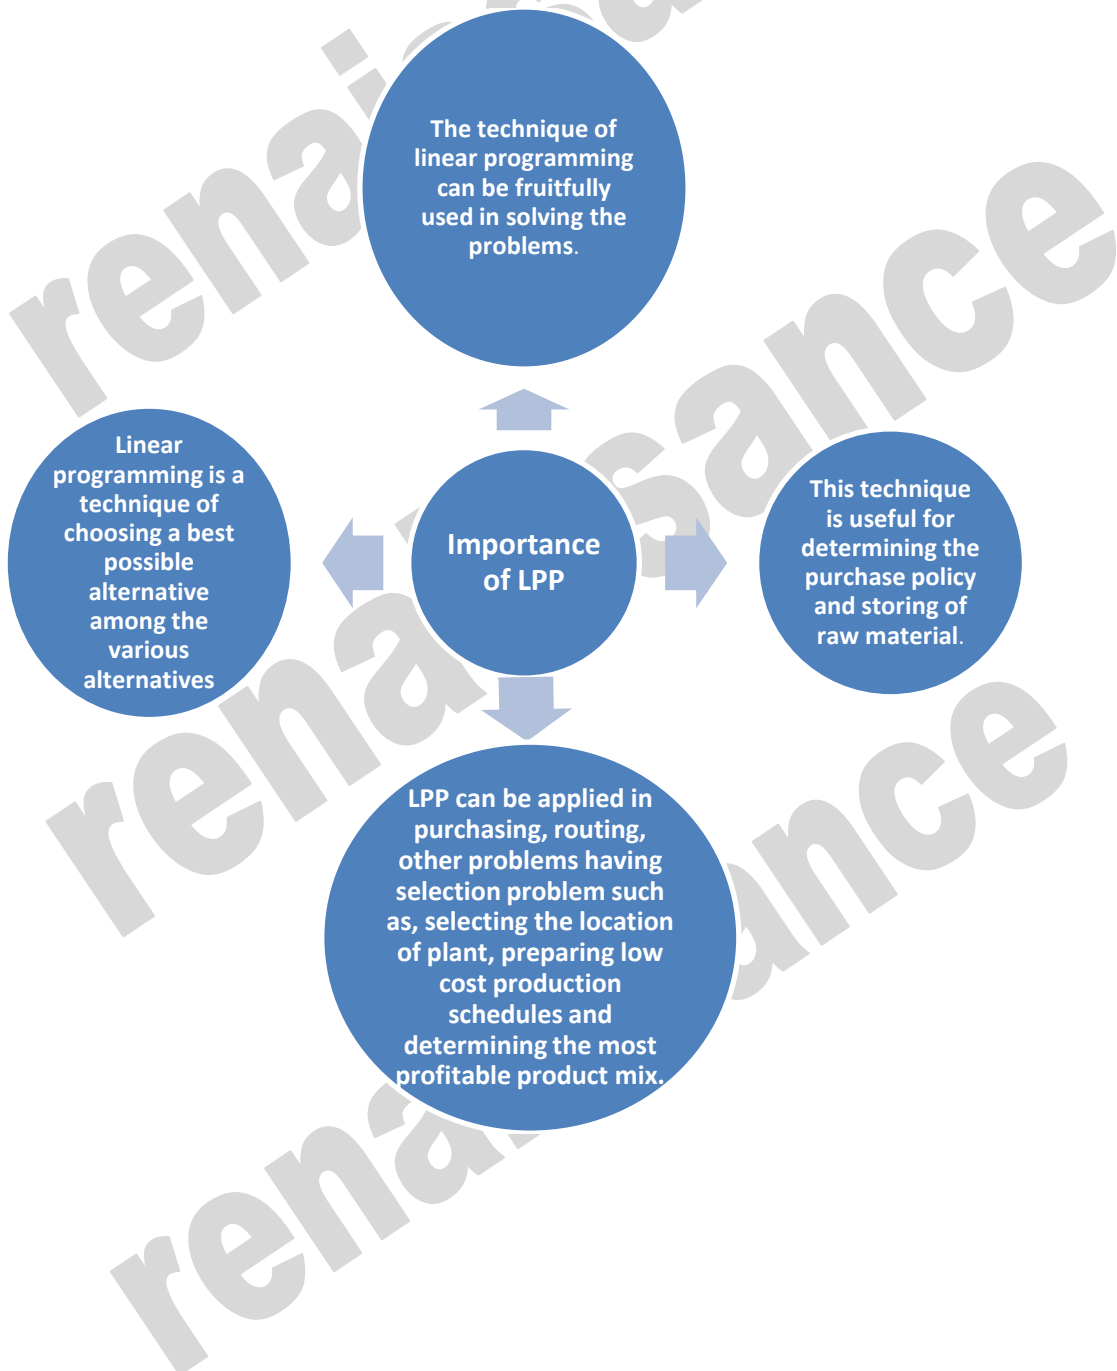 The technique of
linear programming
can be fruitfully
used in solving the
problems.
Linear
programming is a
technique of
choosing a best
possible
alternative
among the
various
alternatives
Importance
of LPP
This technique
is useful for
determining the
purchase policy
and storing of
raw material.
LPP can be applied in
purchasing, routing,
other problems having
selection problem such
as, selecting the location
of plant, preparing low
cost production
schedules and
determining the most
profitable product mix.
renaissance
renaissance
renaissance